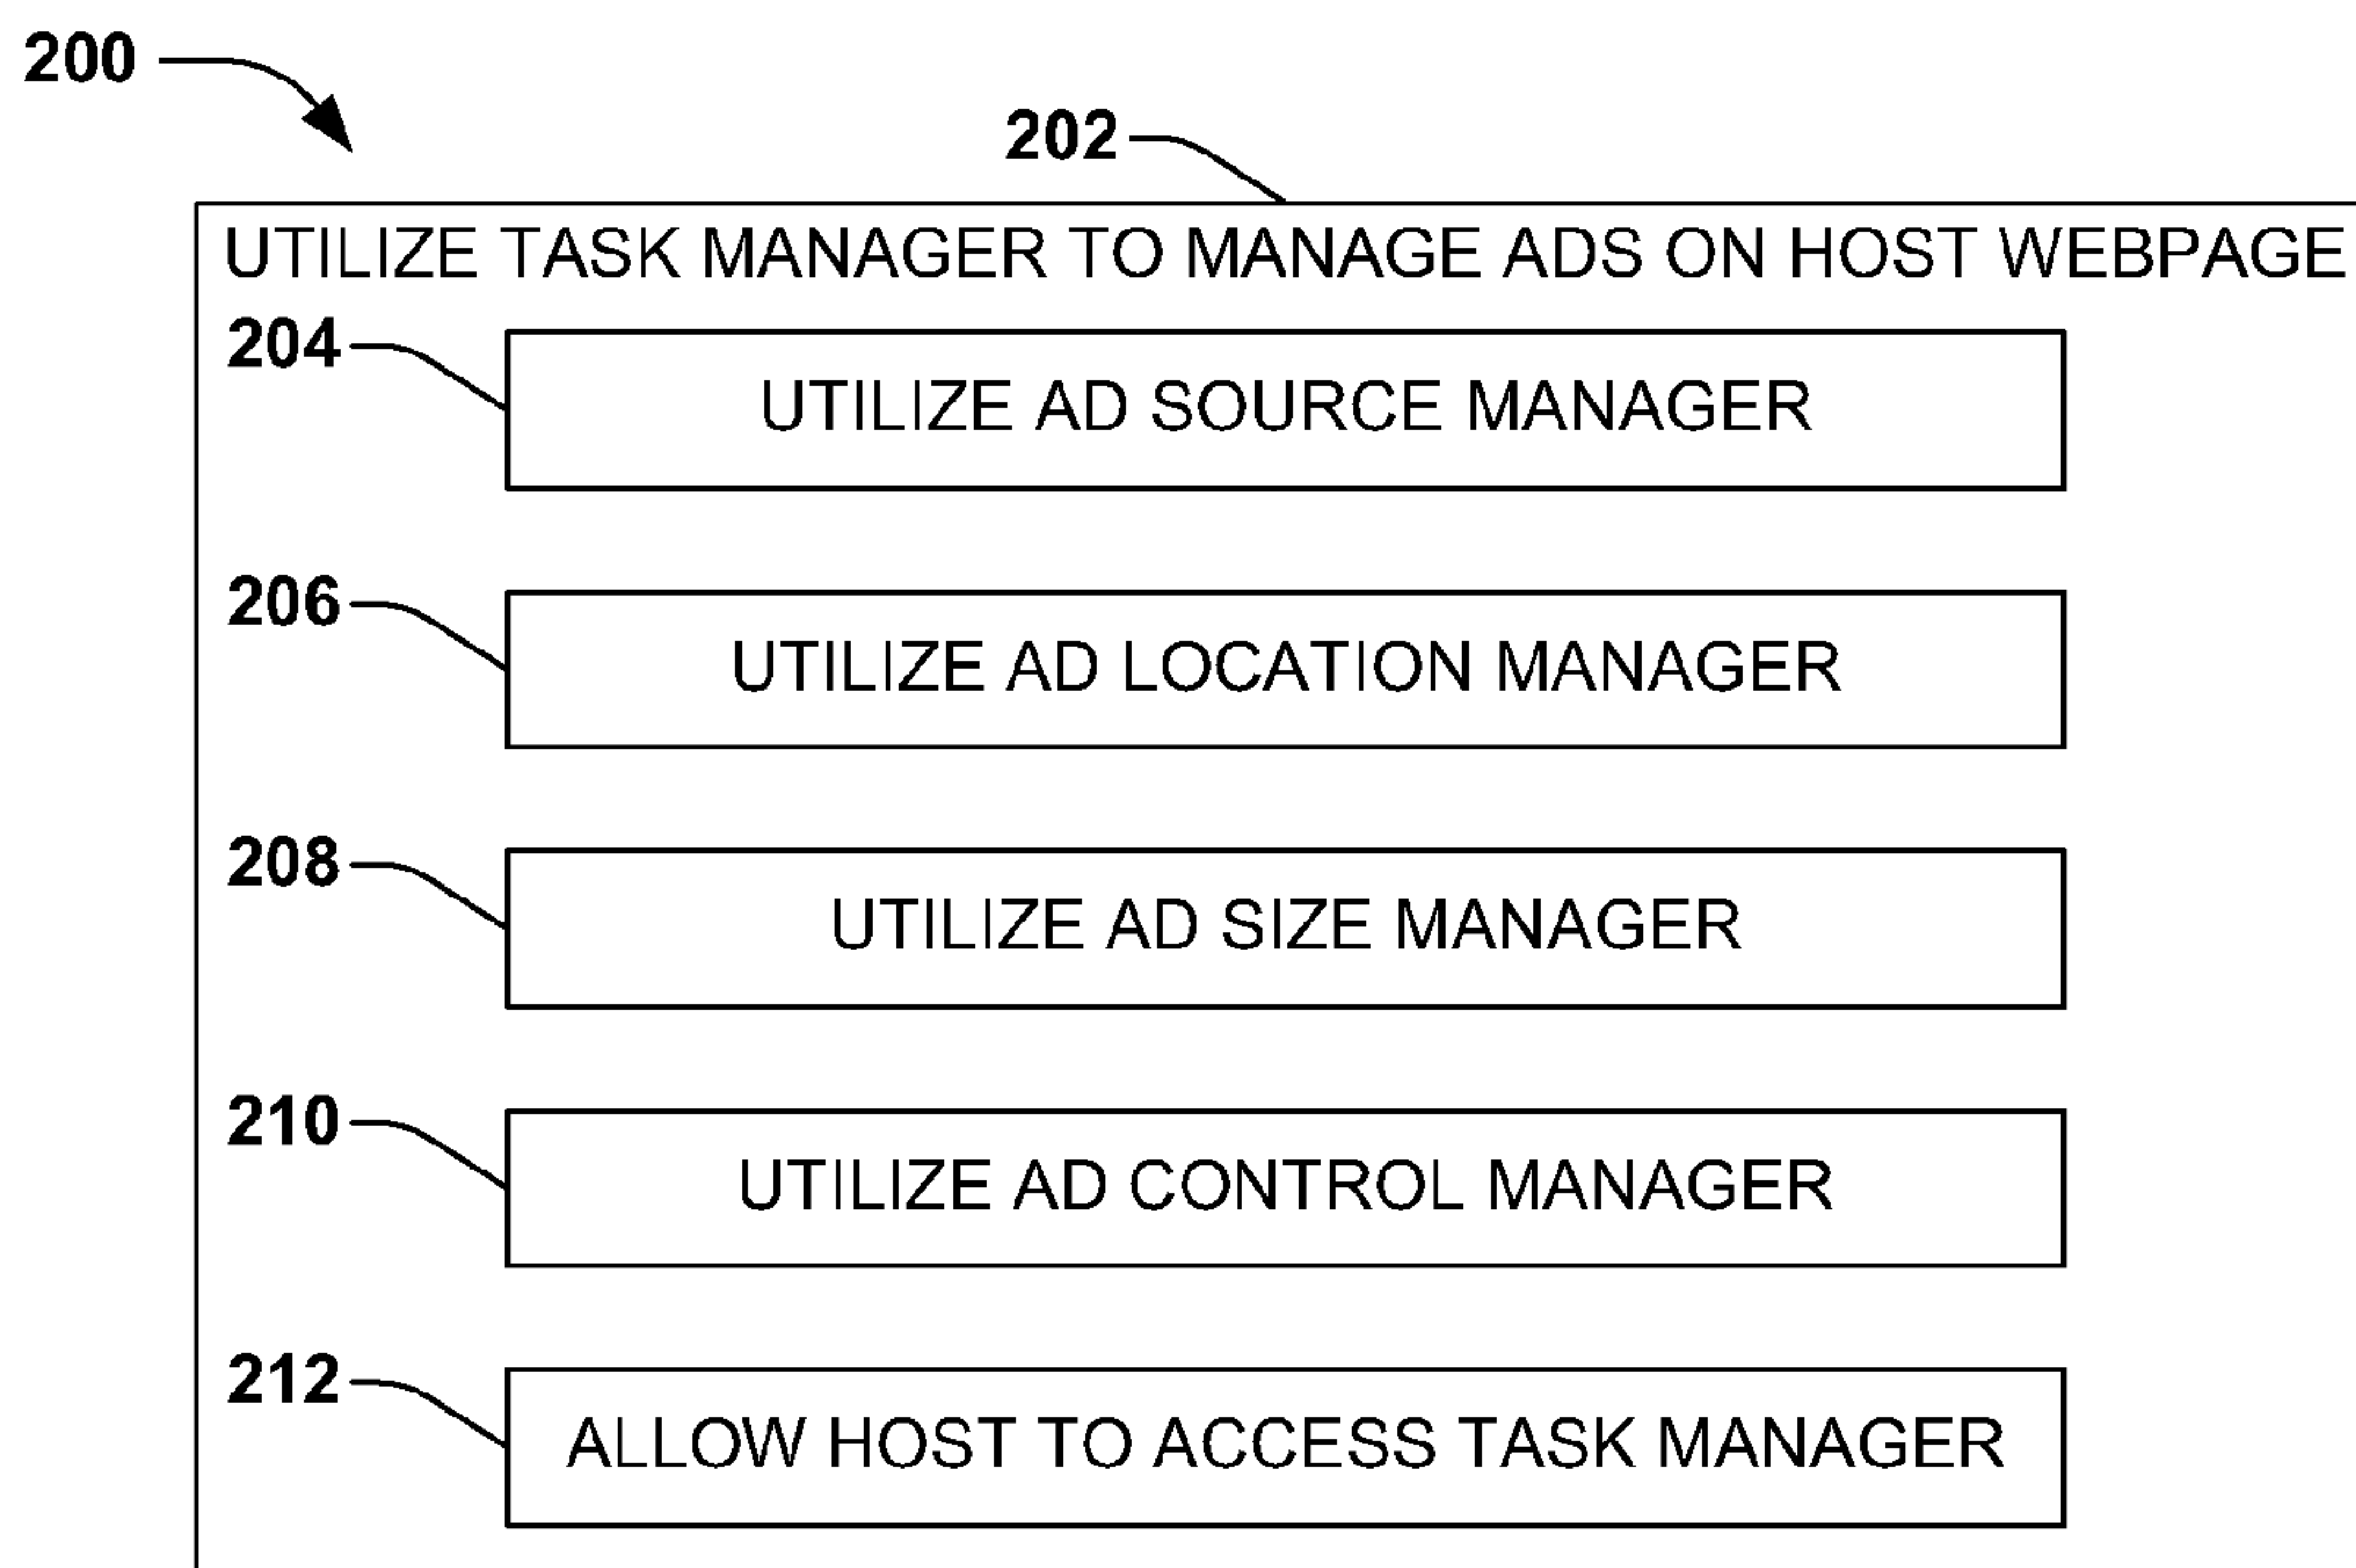 200
202
UTILIZE TASK MANAGER TO MANAGE ADS ON HOST WEBPAGE
204
UTILIZE AD SOURCE MANAGER
206
UTILIZE AD LOCATION MANAGER
208
UTILIZE AD SIZE MANAGER
210
UTILIZE AD CONTROL MANAGER
212
ALLOW HOST TO ACCESS TASK MANAGER